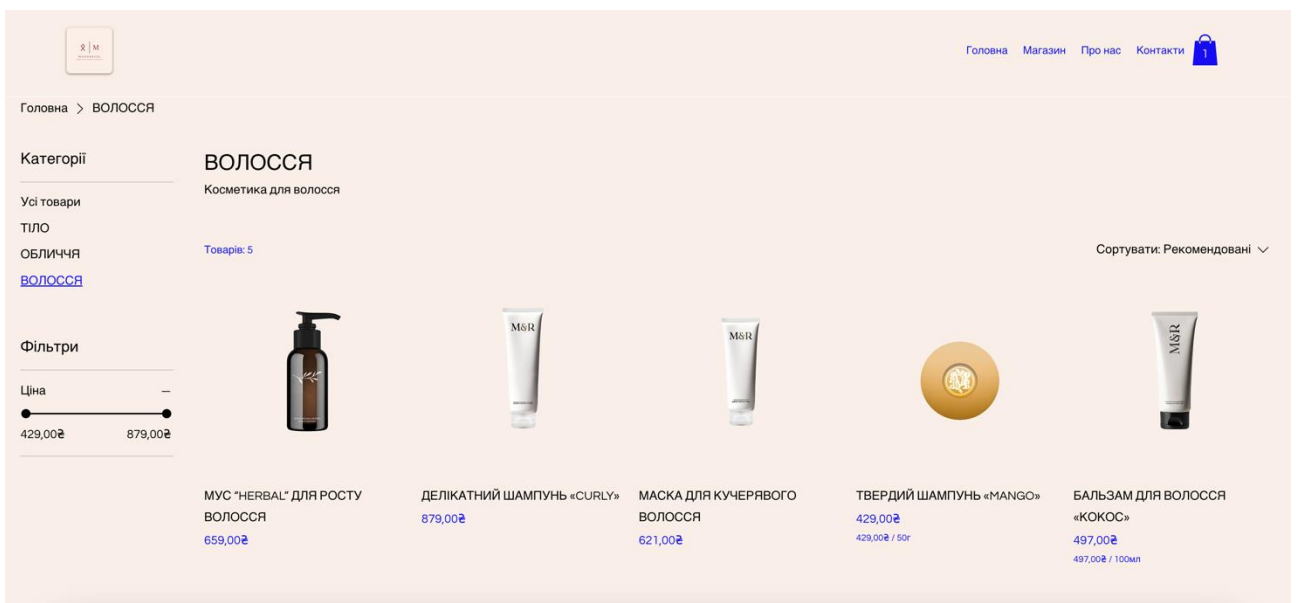 Головна Магазин Про нас Контакти 1
Головна > ВОЛОССЯ
Категорії
Усі товари
ТІЛО
ОБЛИЧЧЯ
ВОЛОССЯ
Фільтри
Ціна –
429,00₴ 879,00₴
ВОЛОССЯ
Косметика для волосся
Товарів: 5
Сортувати: Рекомендовані
M&R
M&R
M&R
МУС "HERBAL" ДЛЯ РОСТУ
ВОЛОССЯ
659,00₴
ДЕЛІКАТНИЙ ШАМПУНЬ «CURLY»
879,00₴
МАСКА ДЛЯ КУЧЕРЯВОГО
ВОЛОССЯ
621,00₴
ТВЕРДИЙ ШАМПУНЬ «MANGO»
429,00₴
429,00₴ / 50г
БАЛЬЗАМ ДЛЯ ВОЛОССЯ
«КОКОС»
497,00₴
497,00₴ / 100мл